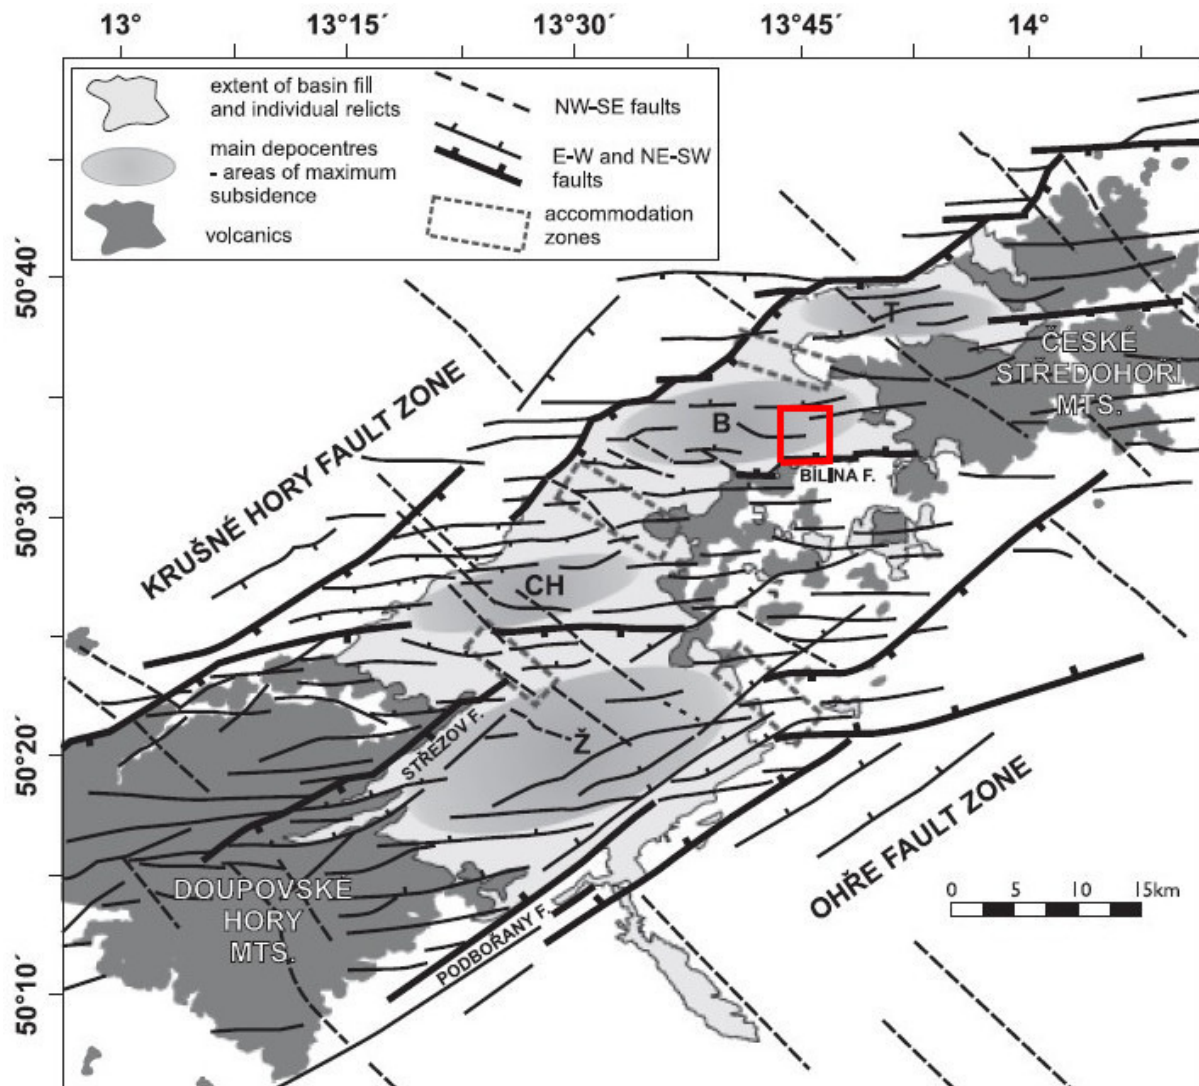 13°
13°15´
13°30´
13°45´
14°
extent of basin fill
and individual relicts
main depocentres
- areas of maximum
subsidence
volcanics
NW-SE faults
E-W and NE-SW
faults
accommodation
zones
50°40´
50°30´
50°20´
50°10´
T
ČESKÉ
STŘEDOHOŘÍ
MTS.
B
BÍLINA F.
KRUŠNÉ HORY FAULT ZONE
CH
STŘEZOV F.
Ž
OHŘE FAULT ZONE
DOUPOVSKÉ
HORY
MTS.
PODBOŘANY F.
0 5 10 15km